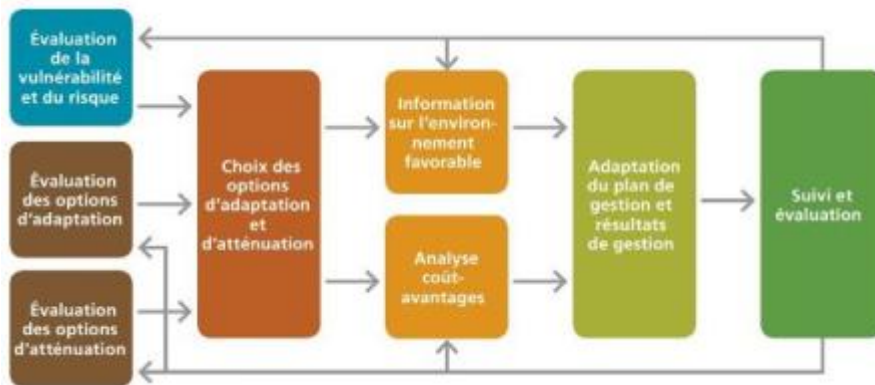 Évaluation
de la
vulnérabilité
et du risque
Évaluation
des options
d'adaptation
Évaluation
des options
d'atténuation
Choix des
options
d'adaptation
et
d'atténuation
Information
sur l'environ-
nement
favorable
Analyse
coût-
avantages
Adaptation
du plan de
gestion et
résultats
de gestion
Suivi et
évaluation